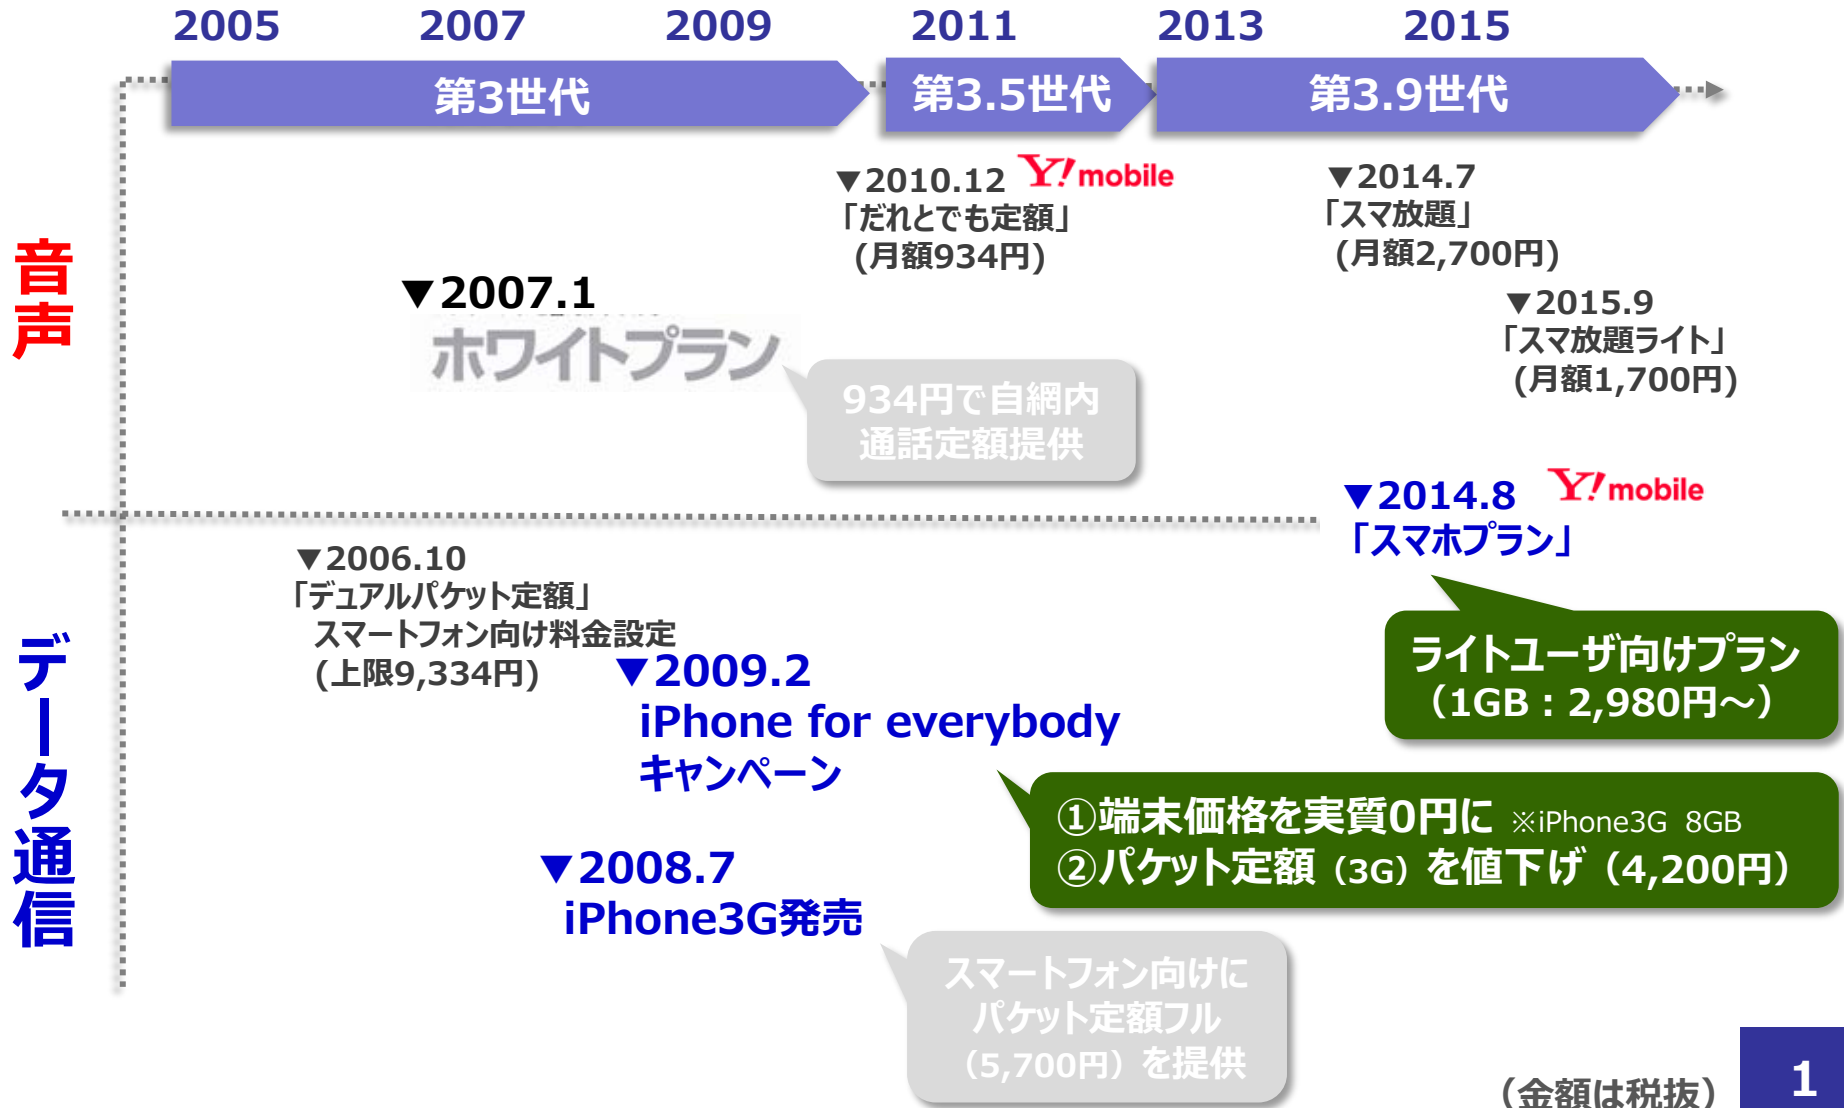 2005 2007 2009 2011 2013 2015
第3世代 第3.5世代 第3.9世代
音声
▼2010.12 Y!mobile
「だれとでも定額」
(月額934円)
▼2014.7
「スマ放題」
(月額2,700円)
▼2007.1
ホワイトプラン
934円で自網内
通話定額提供
▼2015.9
「スマ放題ライト」
(月額1,700円)
データ通信
▼2014.8 Y!mobile
「スマホプラン」
ライトユーザ向けプラン
（1GB：2,980円～）
▼2006.10
「デュアルパケット定額」
スマートフォン向け料金設定
(上限9,334円)
▼2009.2
iPhone for everybody
キャンペーン
①端末価格を実質0円に ※iPhone3G 8GB
②パケット定額（3G）を値下げ（4,200円）
▼2008.7
iPhone3G発売
スマートフォン向けに
パケット定額フル
（5,700円）を提供
（金額は税抜）
1